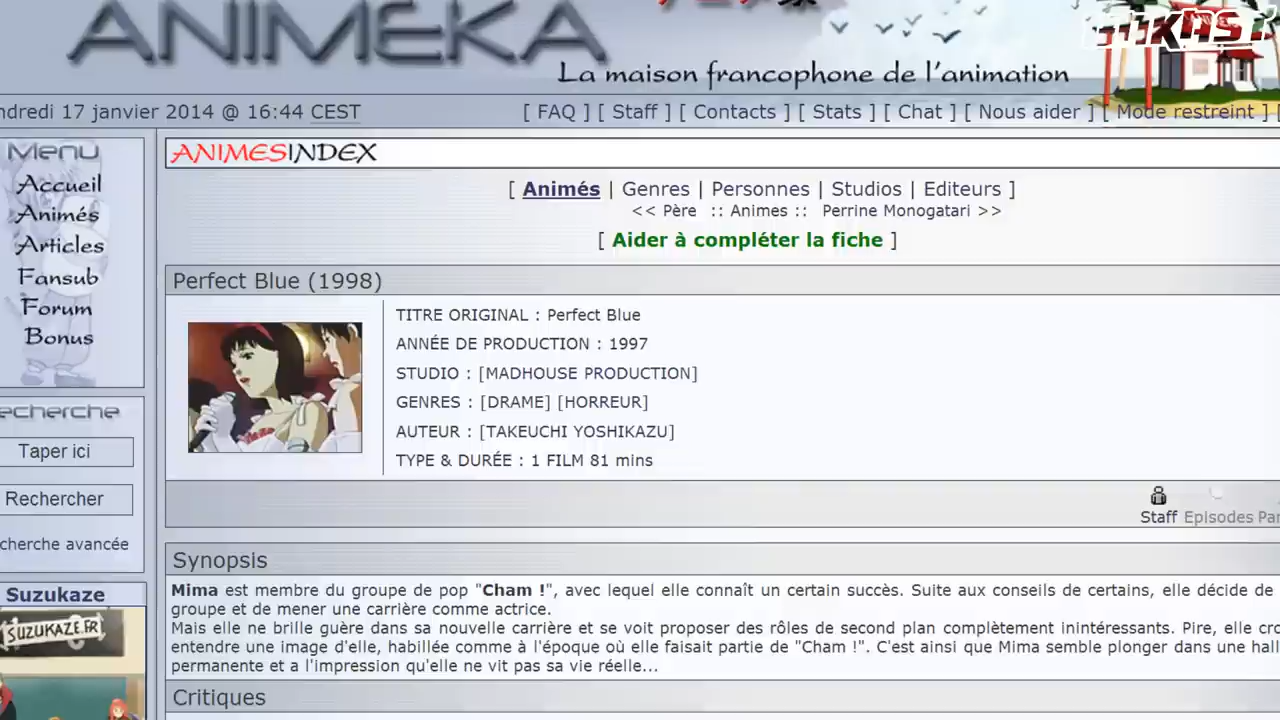 ANIMEKA
La maison francophone de l'animation
ndredi 17 janvier 2014 @ 16:44 CEST
[ FAQ ] [ Staff ] [ Contacts ] [ Stats ] [ Chat ] [ Nous aider ] [ Mode restreint ] [
Menu
Accueil
Animés
Articles
Fansub
Forum
Bonus
echerche
Taper ici
Rechercher
cherche avancée
Suzukaze
SUZUKAZE.FR
ANIMESINDEX
[ Animés | Genres | Personnes | Studios | Editeurs ]
<< Père :: Animes :: Perrine Monogatari >>
[ Aider à compléter la fiche ]
Perfect Blue (1998)
TITRE ORIGINAL : Perfect Blue
ANNÉE DE PRODUCTION : 1997
STUDIO : [MADHOUSE PRODUCTION]
GENRES : [DRAME] [HORREUR]
AUTEUR : [TAKEUCHI YOSHIKAZU]
TYPE & DURÉE : 1 FILM 81 mins
Staff Episodes Par
Synopsis
Mima est membre du groupe de pop "Cham !", avec lequel elle connaît un certain succès. Suite aux conseils de certains, elle décide de
groupe et de mener une carrière comme actrice.
Mais elle ne brille guère dans sa nouvelle carrière et se voit proposer des rôles de second plan complètement inintéressants. Pire, elle cro
entendre une image d'elle, habillée comme à l'époque où elle faisait partie de "Cham !". C'est ainsi que Mima semble plonger dans une hall
permanente et a l'impression qu'elle ne vit pas sa vie réelle...
Critiques